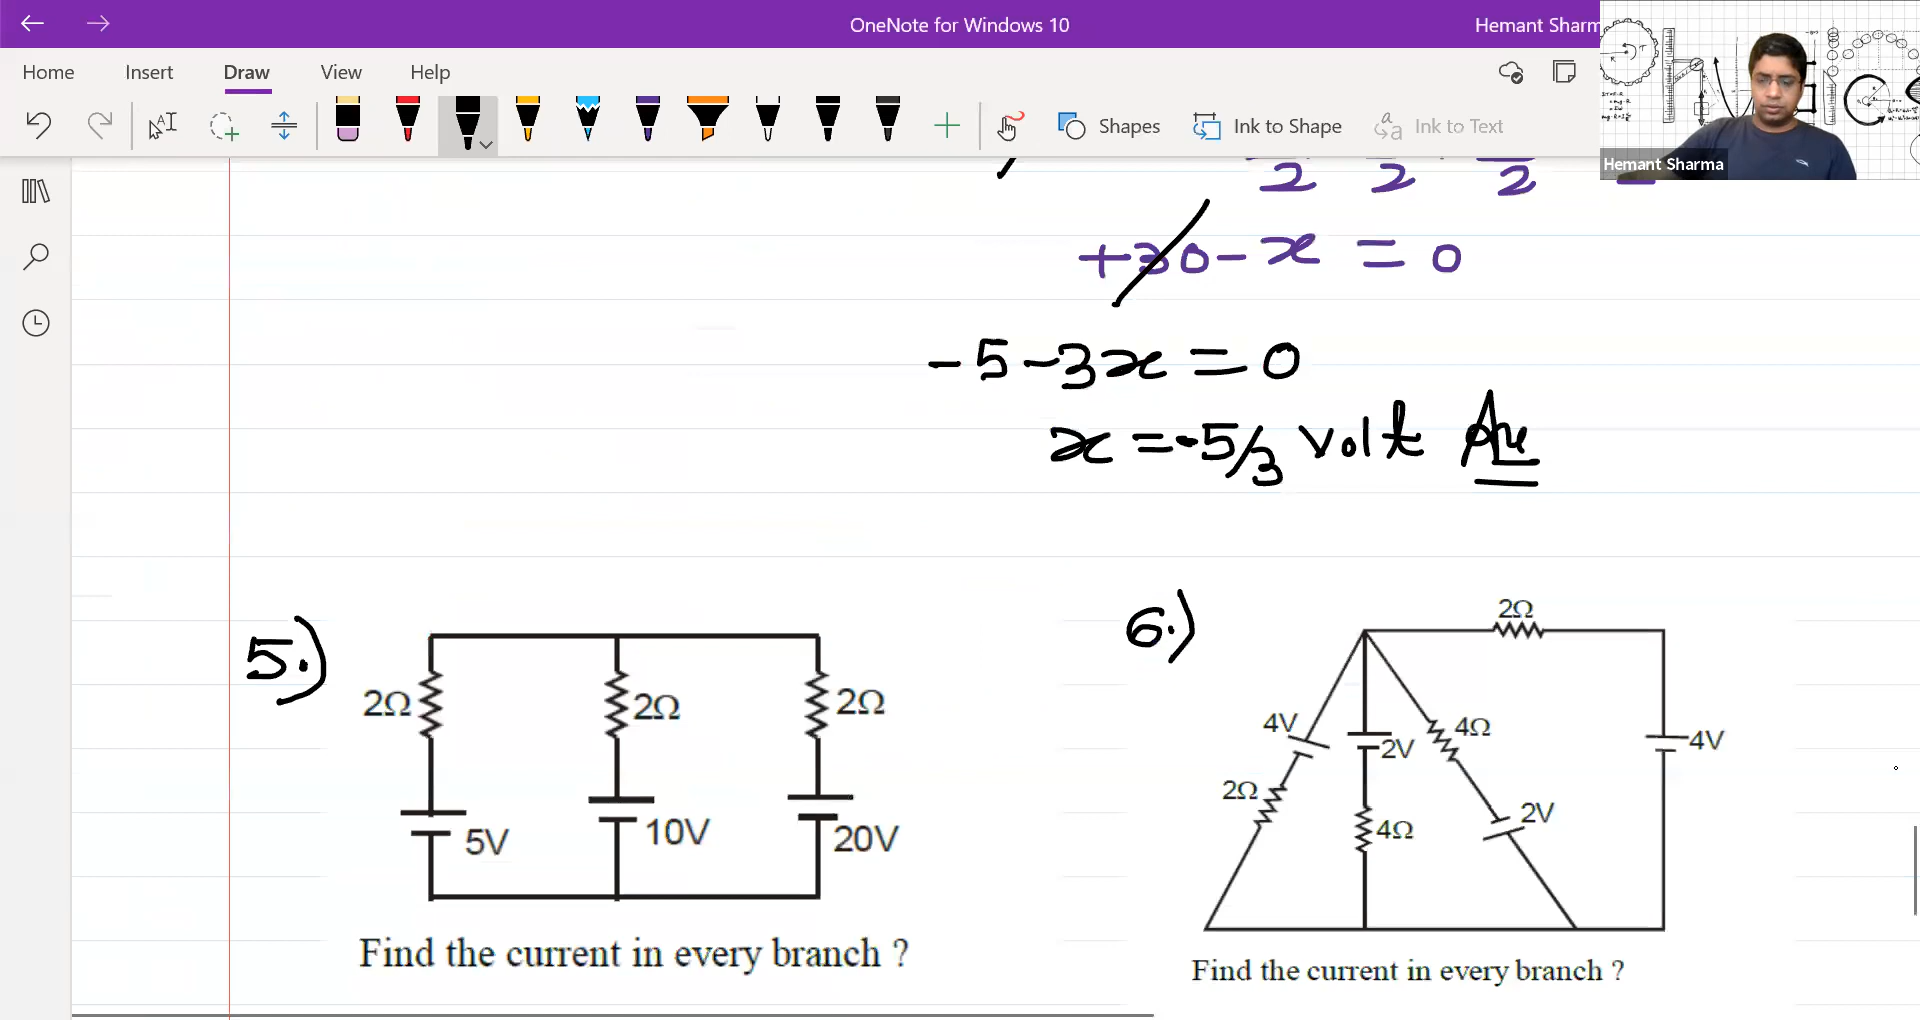 OneNote for Windows 10
Hemant Sharm
Home Insert Draw View Help
Shapes Ink to Shape Ink to Text
Hemant Sharma
2 2 2
+30 - x = 0
-5 - 3x = 0
x = -5/3 volt Ans
5.)
2Ω 2Ω 2Ω
5V 10V 20V
Find the current in every branch ?
6.)
2Ω
4V 2V 4Ω 4V
2Ω 4Ω 2V
Find the current in every branch ?